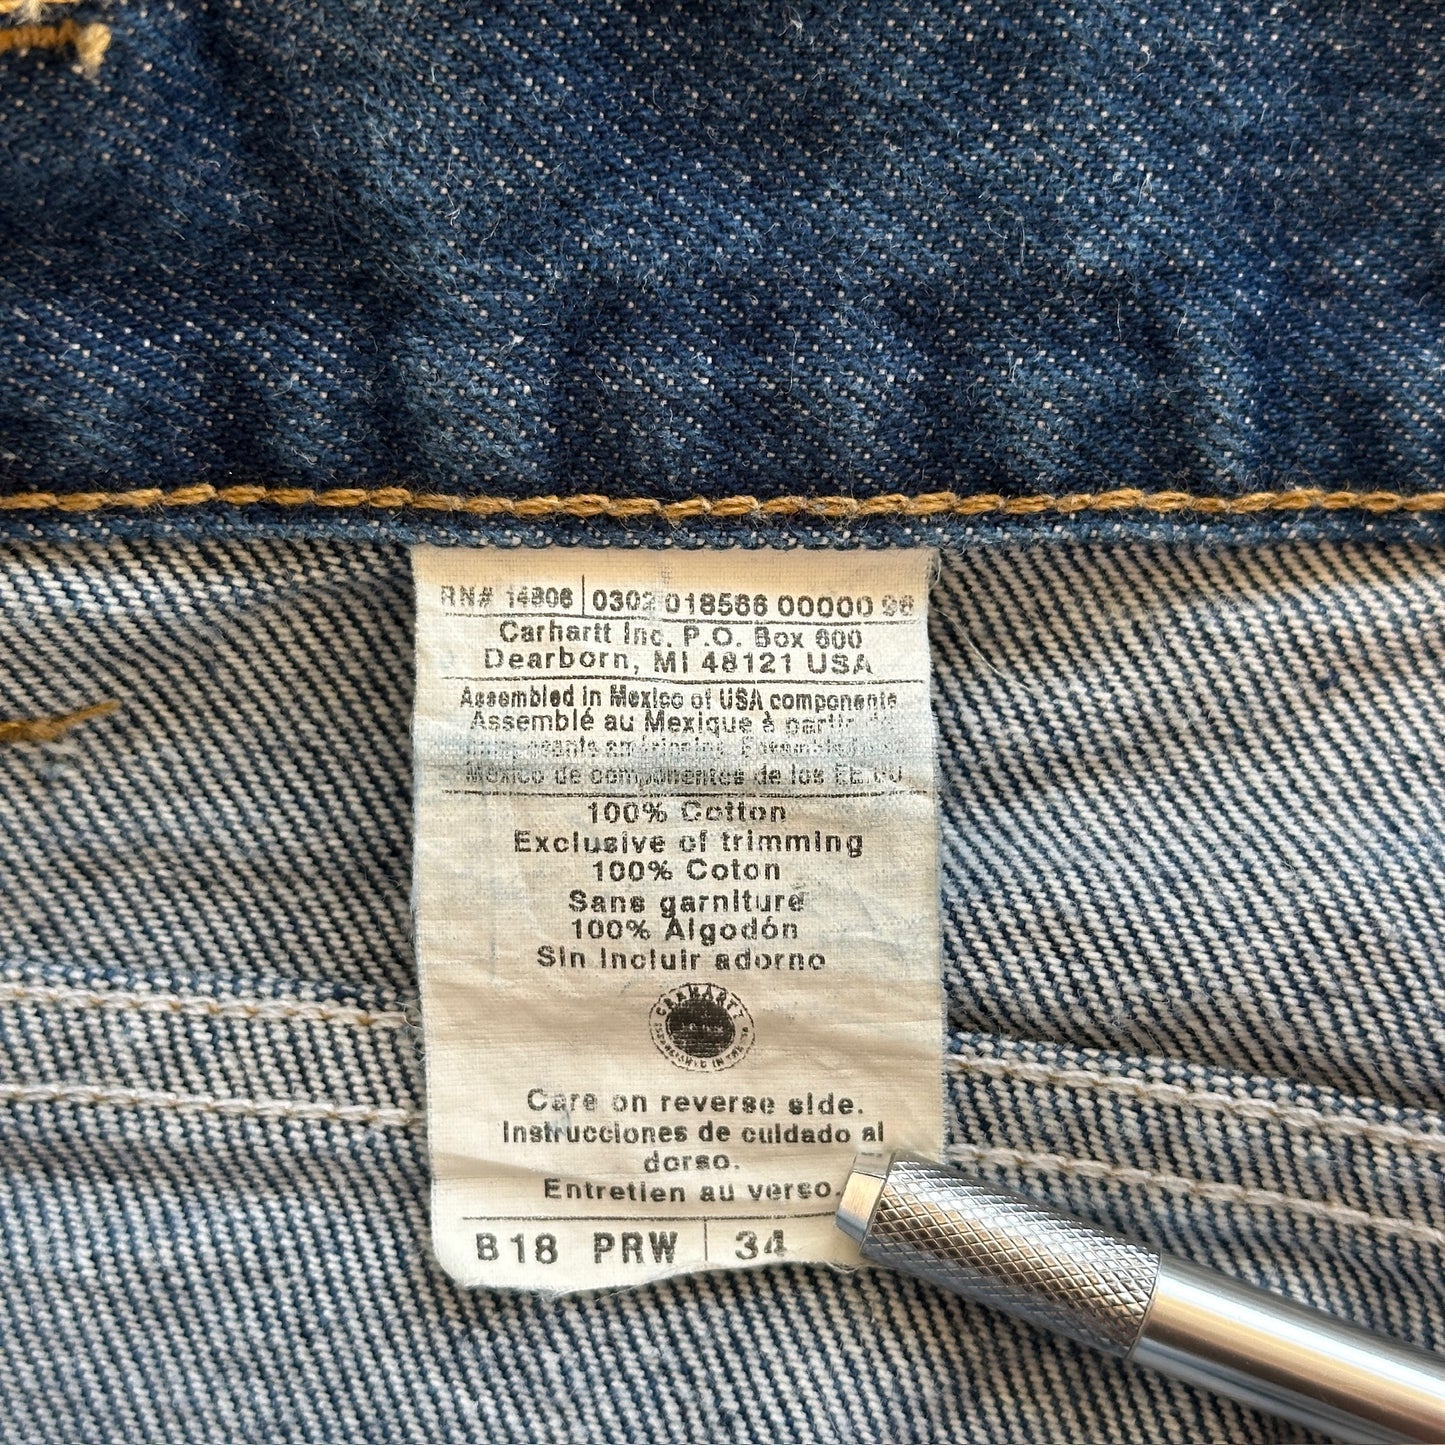 RN# 14806 0302 018566 00000 98
Carhartt Inc. P.O. Box 600
Dearborn, MI 48121 USA
Assembled in Mexico of USA components
Assemblé au Mexique à partir de
Mexico de componentes de los EE.UU
100% Cotton
Exclusive of trimming
100% Coton
Sans garniture
100% Algodón
Sin incluir adorno
CARHARTT
Care on reverse side.
Instrucciones de cuidado al
dorso.
Entretien au verso.
B18 PRW 34